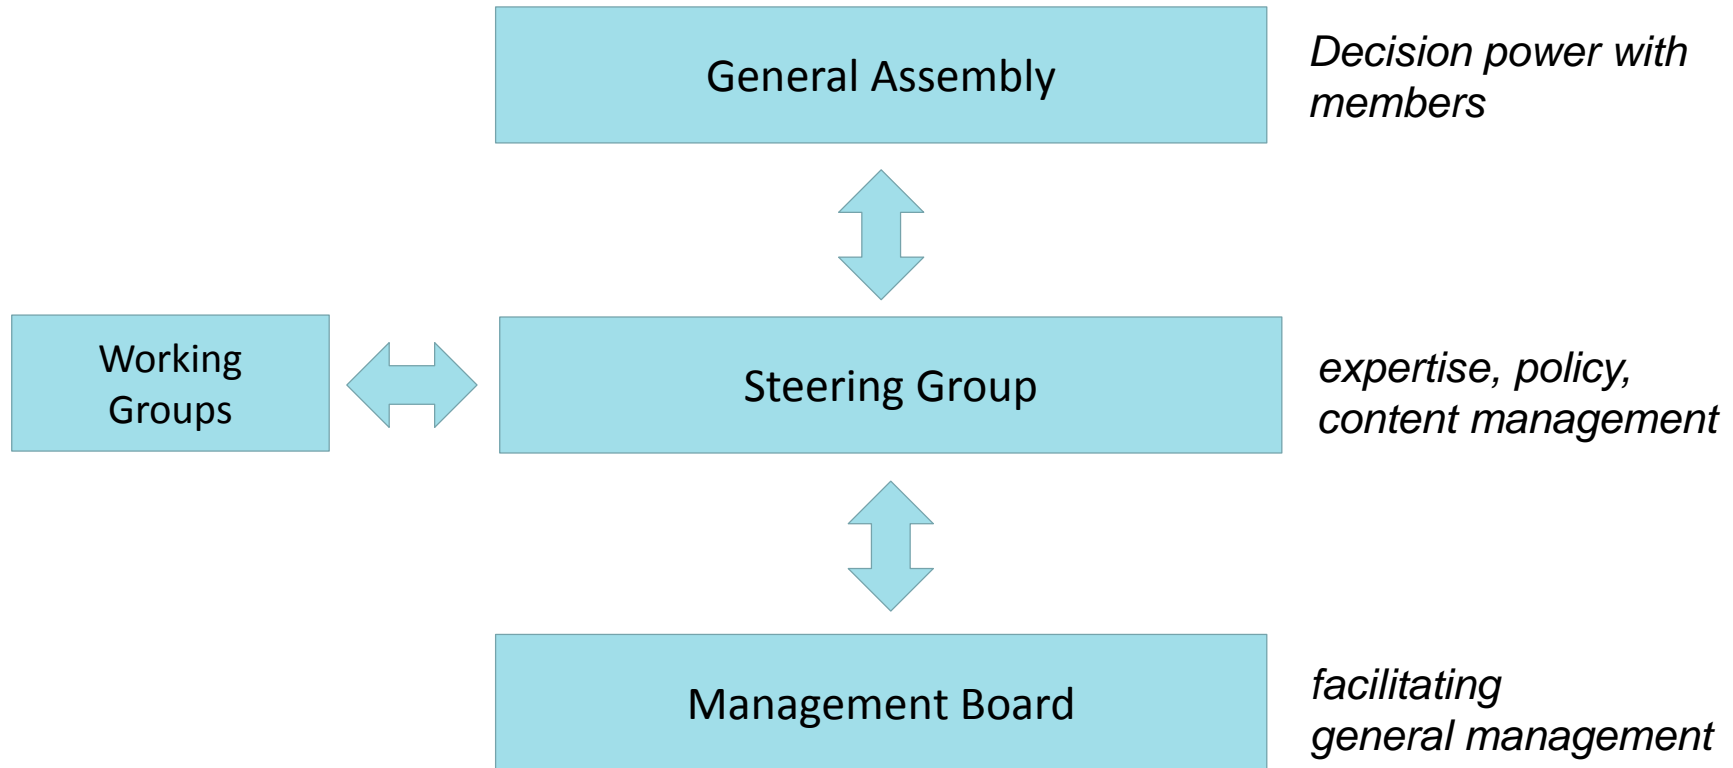 General Assembly
Decision power with
members
Working
Groups
Steering Group
expertise, policy,
content management
Management Board
facilitating
general management